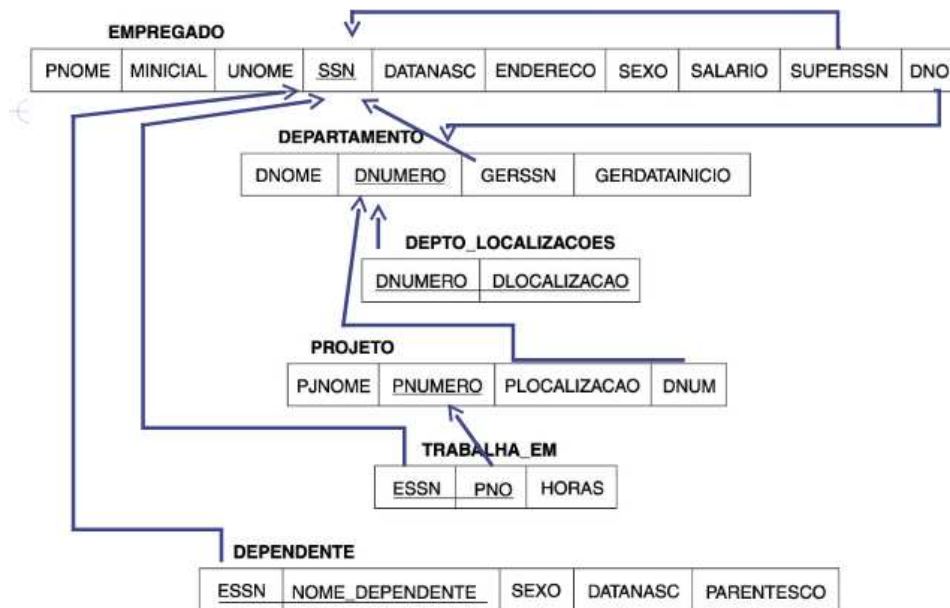 EMPREGADO
PNOME MINICIAL UNOME SSN DATANASC ENDERECO SEXO SALARIO SUPERSSN DNO
DEPARTAMENTO
DNOME DNUMERO GERSSN GERDATAINICIO
DEPTO_LOCALIZACOES
DNUMERO DLOCALIZACAO
PROJETO
PJNOME PNUMERO PLOCALIZACAO DNUM
TRABALHA_EM
ESSN PNO HORAS
DEPENDENTE
ESSN NOME_DEPENDENTE SEXO DATANASC PARENTESCO